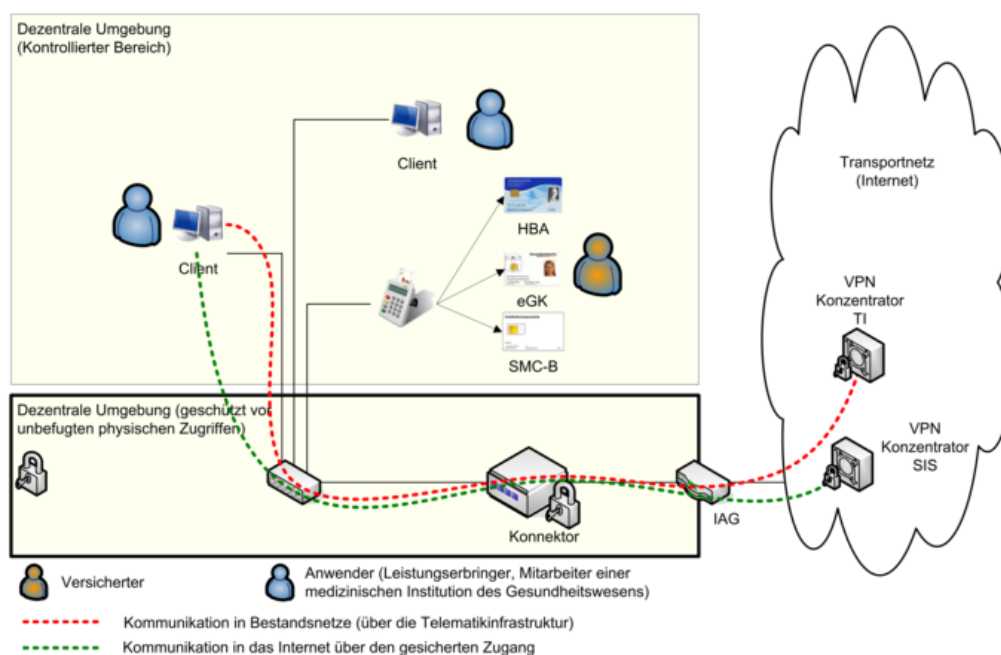 Dezentrale Umgebung
(Kontrollierter Bereich)
Client
Transportnetz
(Internet)
HBA
Client
eGK
VPN
Konzentrator
TI
SMC-B
Dezentrale Umgebung (geschützt vor
unbefugten physischen Zugriffen)
VPN
Konzentrator
SIS
IAG
Konnektor
Versicherter
Anwender (Leistungserbringer, Mitarbeiter einer
medizinischen Institution des Gesundheitswesens)
Kommunikation in Bestandsnetze (über die Telematikinfrastruktur)
Kommunikation in das Internet über den gesicherten Zugang